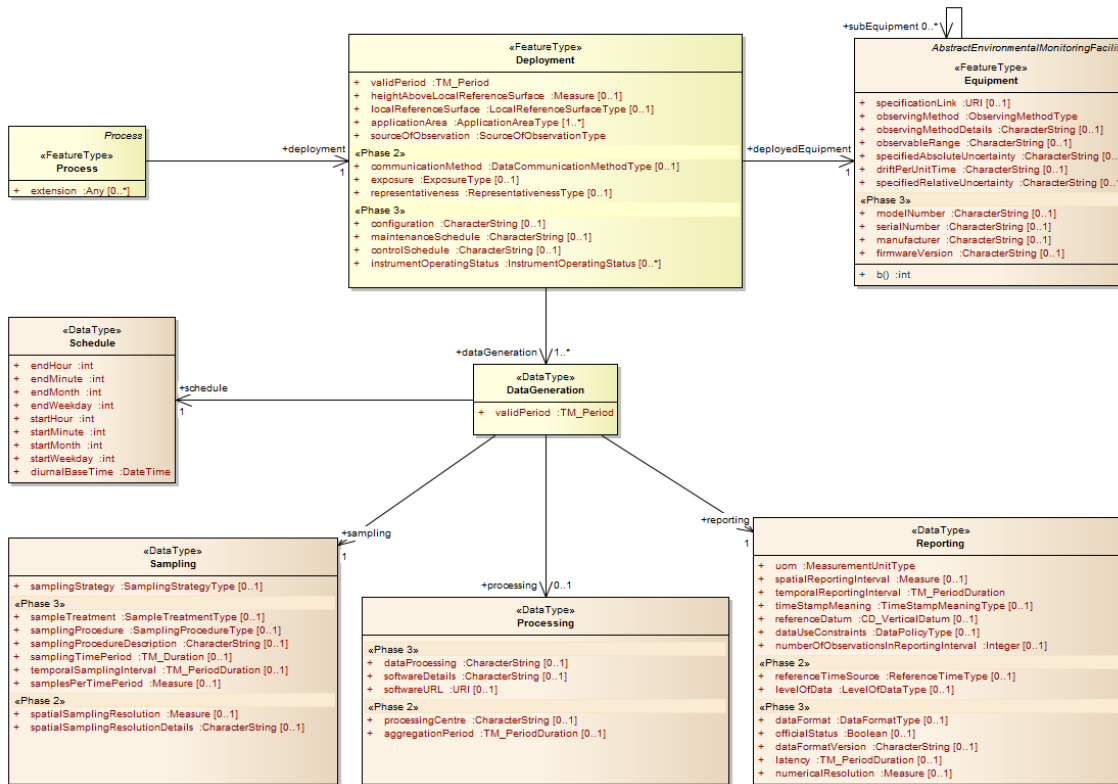 +subEquipment 0..*
«FeatureType»
Deployment
+ validPeriod :TM_Period
+ heightAboveLocalReferenceSurface :Measure [0..1]
+ localReferenceSurface :LocalReferenceSurfaceType [0..1]
+ applicationArea :ApplicationAreaType [1..*]
+ sourceOfObservation :SourceOfObservationType
«Phase 2»
+ communicationMethod :DataCommunicationMethodType [0..1]
+ exposure :ExposureType [0..1]
+ representativeness :RepresentativenessType [0..1]
«Phase 3»
+ configuration :CharacterString [0..1]
+ maintenanceSchedule :CharacterString [0..1]
+ controlSchedule :CharacterString [0..1]
+ instrumentOperatingStatus :InstrumentOperatingStatus [0..*]
AbstractEnvironmentalMonitoringFacilit
«FeatureType»
Equipment
+ specificationLink :URI [0..1]
+ observingMethod :ObservingMethodType
+ observingMethodDetails :CharacterString [0..1]
+ observableRange :CharacterString [0..1]
+ specifiedAbsoluteUncertainty :CharacterString [0..
+ driftPerUnitTime :CharacterString [0..1]
+ specifiedRelativeUncertainty :CharacterString [0..1
«Phase 3»
+ modelNumber :CharacterString [0..1]
+ serialNumber :CharacterString [0..1]
+ manufacturer :CharacterString [0..1]
+ firmwareVersion :CharacterString [0..1]
+ b() :int
Process
«FeatureType»
Process
+ extension :Any [0..*]
+deployment
1
+deployedEquipment
1
+dataGeneration
1..*
«DataType»
Schedule
+ endHour :int
+ endMinute :int
+ endMonth :int
+ endWeekday :int
+ startHour :int
+ startMinute :int
+ startMonth :int
+ startWeekday :int
+ diurnalBaseTime :DateTime
+schedule
1
«DataType»
DataGeneration
+ validPeriod :TM_Period
+sampling
1
+processing
0..1
+reporting
1
«DataType»
Sampling
+ samplingStrategy :SamplingStrategyType [0..1]
«Phase 3»
+ sampleTreatment :SampleTreatmentType [0..1]
+ samplingProcedure :SamplingProcedureType [0..1]
+ samplingProcedureDescription :CharacterString [0..1]
+ samplingTimePeriod :TM_Duration [0..1]
+ temporalSamplingInterval :TM_PeriodDuration [0..1]
+ samplesPerTimePeriod :Measure [0..1]
«Phase 2»
+ spatialSamplingResolution :Measure [0..1]
+ spatialSamplingResolutionDetails :CharacterString [0..1]
«DataType»
Processing
«Phase 3»
+ dataProcessing :CharacterString [0..1]
+ softwareDetails :CharacterString [0..1]
+ softwareURL :URI [0..1]
«Phase 2»
+ processingCentre :CharacterString [0..1]
+ aggregationPeriod :TM_PeriodDuration [0..1]
«DataType»
Reporting
+ uom :MeasurementUnitType
+ spatialReportingInterval :Measure [0..1]
+ temporalReportingInterval :TM_PeriodDuration
+ timeStampMeaning :TimeStampMeaningType [0..1]
+ referenceDatum :CD_VerticalDatum [0..1]
+ dataUseConstraints :DataPolicyType [0..1]
+ numberOfObservationsInReportingInterval :Integer [0..1]
«Phase 2»
+ referenceTimeSource :ReferenceTimeType [0..1]
+ levelOfData :LevelOfDataType [0..1]
«Phase 3»
+ dataFormat :DataFormatType [0..1]
+ officialStatus :Boolean [0..1]
+ dataFormatVersion :CharacterString [0..1]
+ latency :TM_PeriodDuration [0..1]
+ numericalResolution :Measure [0..1]